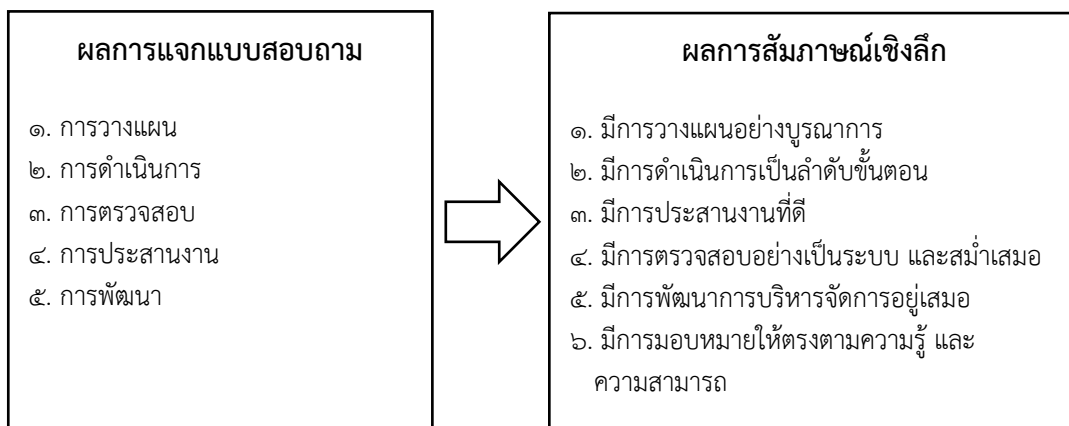 ผลการแจกแบบสอบถาม
๑. การวางแผน
๒. การดำเนินการ
๓. การตรวจสอบ
๔. การประสานงาน
๕. การพัฒนา
ผลการสัมภาษณ์เชิงลึก
๑. มีการวางแผนอย่างบูรณาการ
๒. มีการดำเนินการเป็นลำดับขั้นตอน
๓. มีการประสานงานที่ดี
๔. มีการตรวจสอบอย่างเป็นระบบ และสม่ำเสมอ
๕. มีการพัฒนาการบริหารจัดการอยู่เสมอ
๖. มีการมอบหมายให้ตรงตามความรู้ และ
ความสามารถ